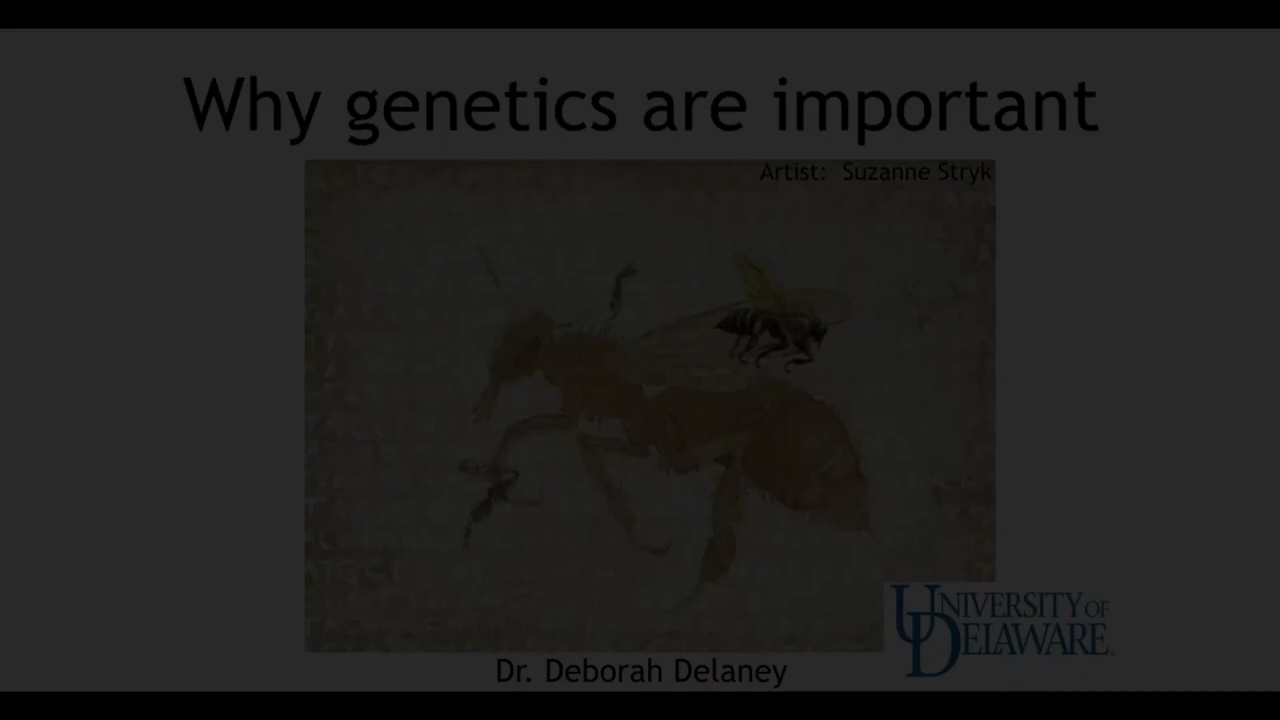 Why genetics are important
Artist: Suzanne Stryk
UNIVERSITY OF
DELAWARE.
Dr. Deborah Delaney